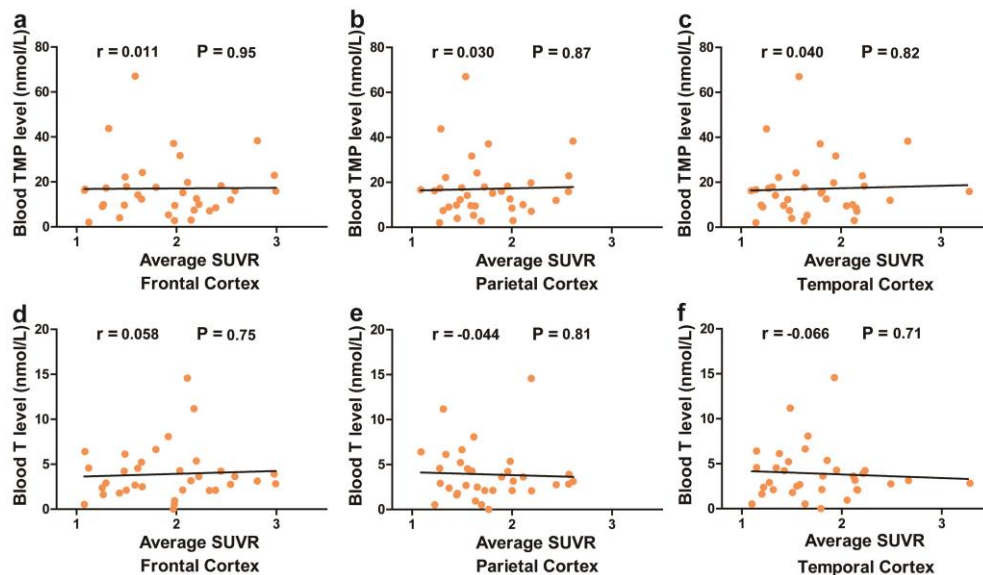 a
r = 0.011 P = 0.95
Blood TMP level (nmol/L)
80
60
40
20
0
1 2 3
Average SUVR
Frontal Cortex
b
r = 0.030 P = 0.87
Blood TMP level (nmol/L)
80
60
40
20
0
1 2 3
Average SUVR
Parietal Cortex
c
r = 0.040 P = 0.82
Blood TMP level (nmol/L)
80
60
40
20
0
1 2 3
Average SUVR
Temporal Cortex
d
r = 0.058 P = 0.75
Blood T level (nmol/L)
20
15
10
5
0
1 2 3
Average SUVR
Frontal Cortex
e
r = -0.044 P = 0.81
Blood T level (nmol/L)
20
15
10
5
0
1 2 3
Average SUVR
Parietal Cortex
f
r = -0.066 P = 0.71
Blood T level (nmol/L)
20
15
10
5
0
1 2 3
Average SUVR
Temporal Cortex